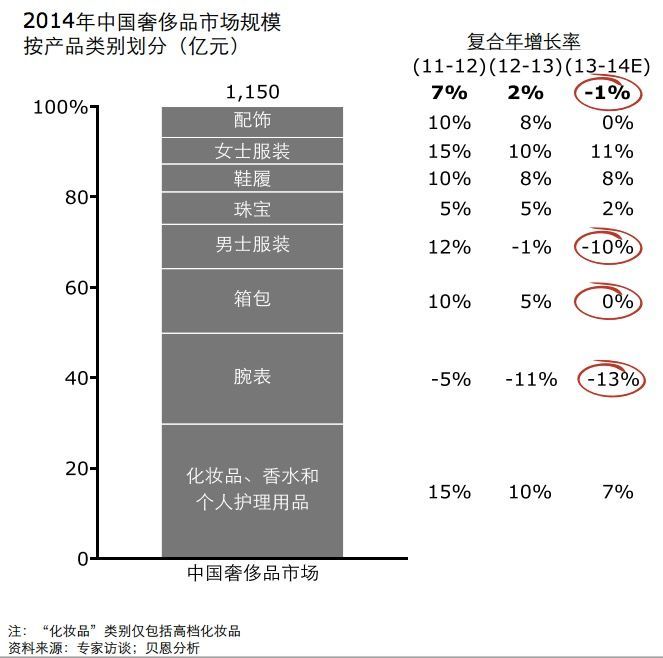 2014年中国奢侈品市场规模
按产品类别划分（亿元）
复合年增长率
(11-12) (12-13) (13-14E)
1,150 7% 2% -1%
100%
配饰 10% 8% 0%
女士服装 15% 10% 11%
鞋履 10% 8% 8%
80
珠宝 5% 5% 2%
男士服装 12% -1% -10%
60
箱包 10% 5% 0%
40
腕表 -5% -11% -13%
20
化妆品、香水和
个人护理用品
15% 10% 7%
0
中国奢侈品市场
注：“化妆品”类别仅包括高档化妆品
资料来源：专家访谈；贝恩分析